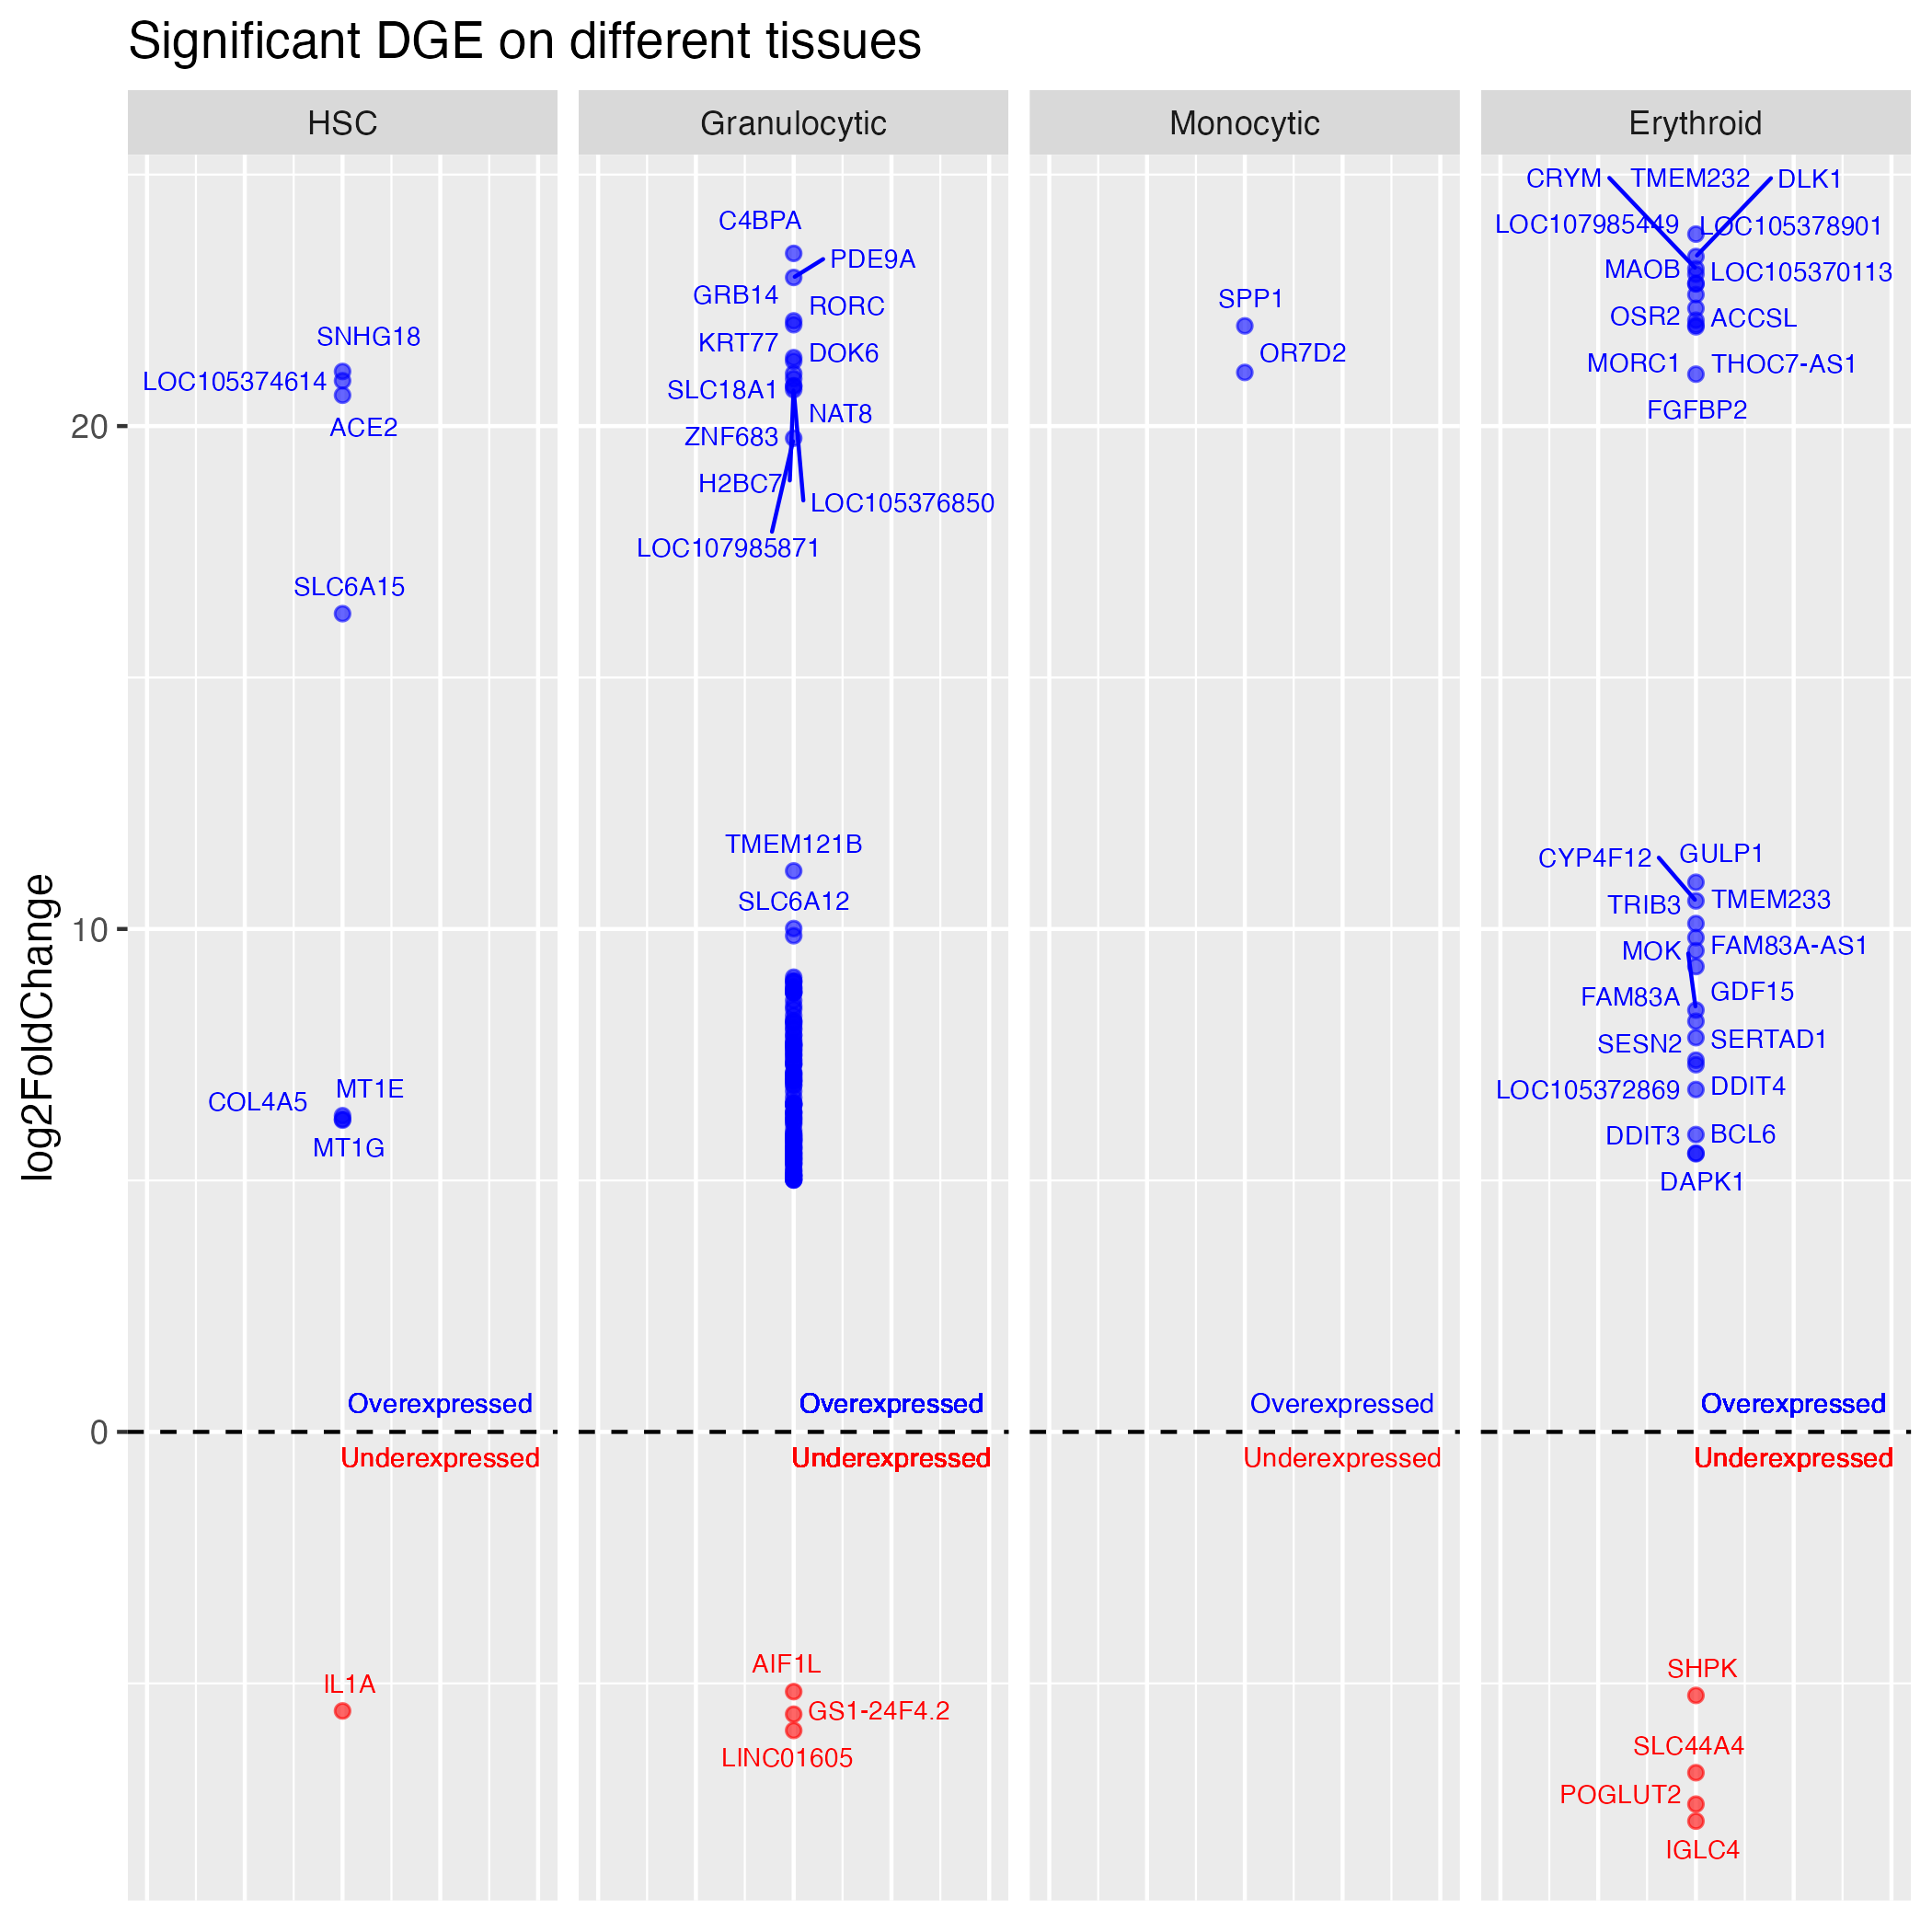 Significant DGE on different tissues
HSC
Granulocytic
Monocytic
Erythroid
log2FoldChange
20
10
0
SNHG18
LOC105374614
ACE2
SLC6A15
MT1E
COL4A5
MT1G
Overexpressed
Underexpressed
IL1A
C4BPA
PDE9A
GRB14
RORC
KRT77
DOK6
SLC18A1
NAT8
ZNF683
H2BC7
LOC105376850
LOC107985871
TMEM121B
SLC6A12
Overexpressed
Underexpressed
AIF1L
GS1-24F4.2
LINC01605
SPP1
OR7D2
Overexpressed
Underexpressed
CRYM
TMEM232
DLK1
LOC107985449
LOC105378901
MAOB
LOC105370113
OSR2
ACCSL
MORC1
THOC7-AS1
FGFBP2
GULP1
CYP4F12
TMEM233
TRIB3
FAM83A-AS1
MOK
GDF15
FAM83A
SERTAD1
SESN2
DDIT4
LOC105372869
BCL6
DDIT3
DAPK1
Overexpressed
Underexpressed
SHPK
SLC44A4
POGLUT2
IGLC4